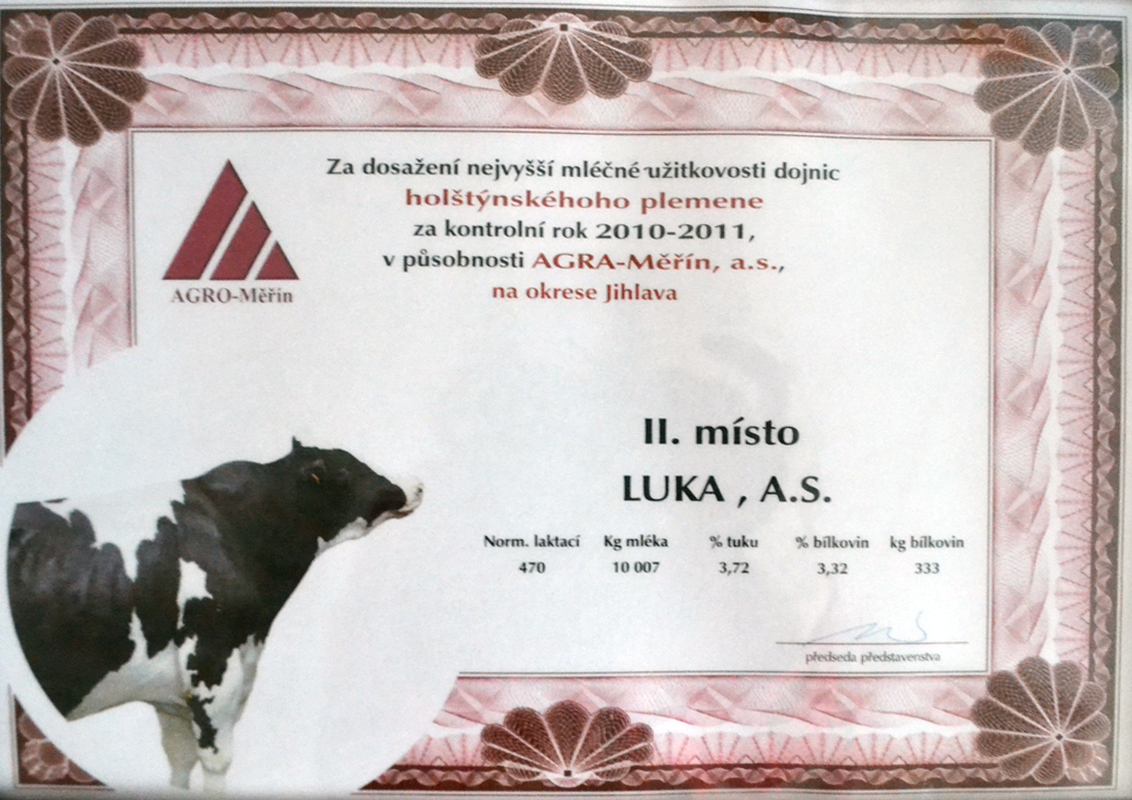 Za dosažení nejvyšší mléčné užitkovosti dojnic
holštýnskéhoho plemene
za kontrolní rok 2010-2011,
v působnosti AGRA-Měřín, a.s.,
na okrese Jihlava
AGRO-Měřín
II. místo
LUKA , A.S.
Norm. laktací Kg mléka % tuku % bílkovin kg bílkovin
470 10 007 3,72 3,32 333
předseda představenstva